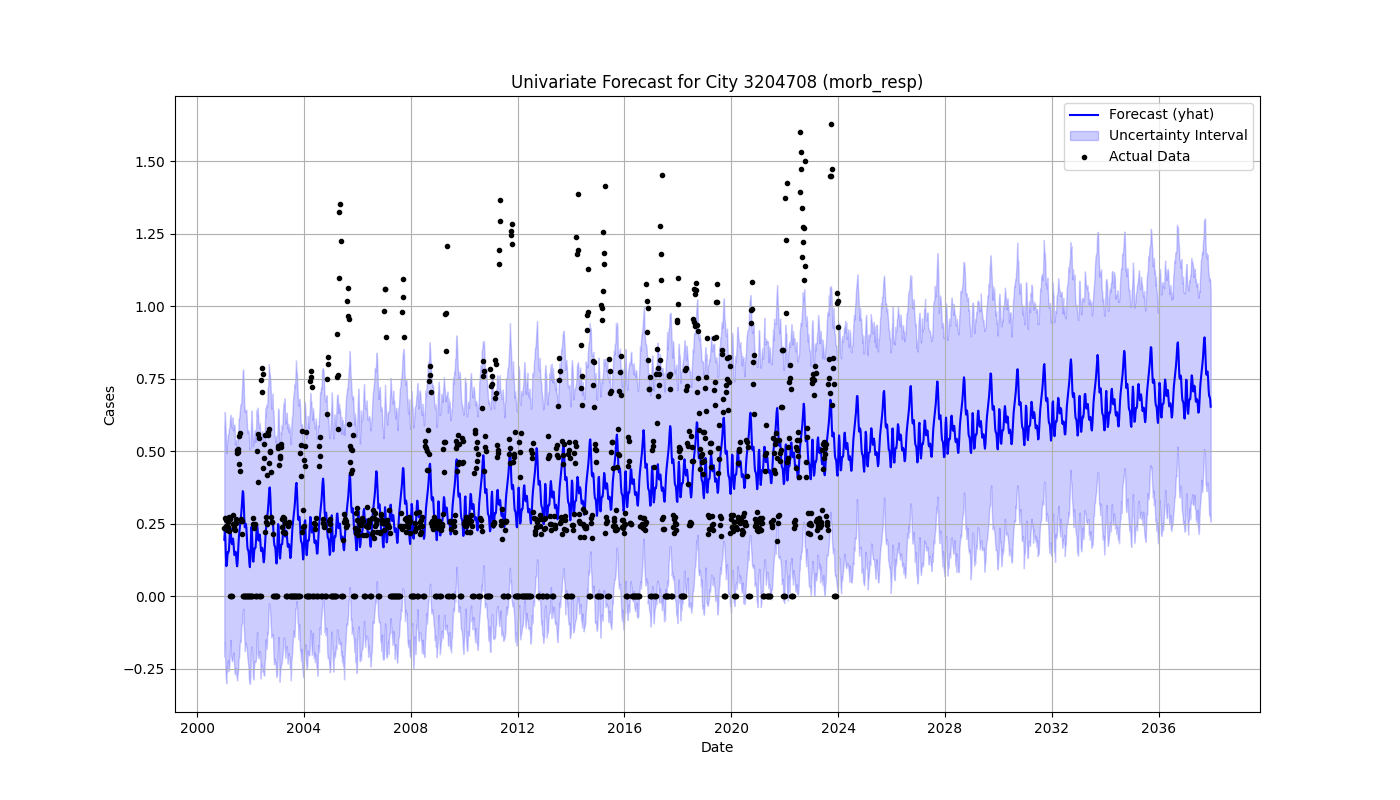 Univariate Forecast for City 3204708 (morb_resp)
Forecast (yhat)
Uncertainty Interval
Actual Data
1.50
1.25
1.00
0.75
0.50
0.25
0.00
−0.25
Cases
2000 2004 2008 2012 2016 2020 2024 2028 2032 2036
Date